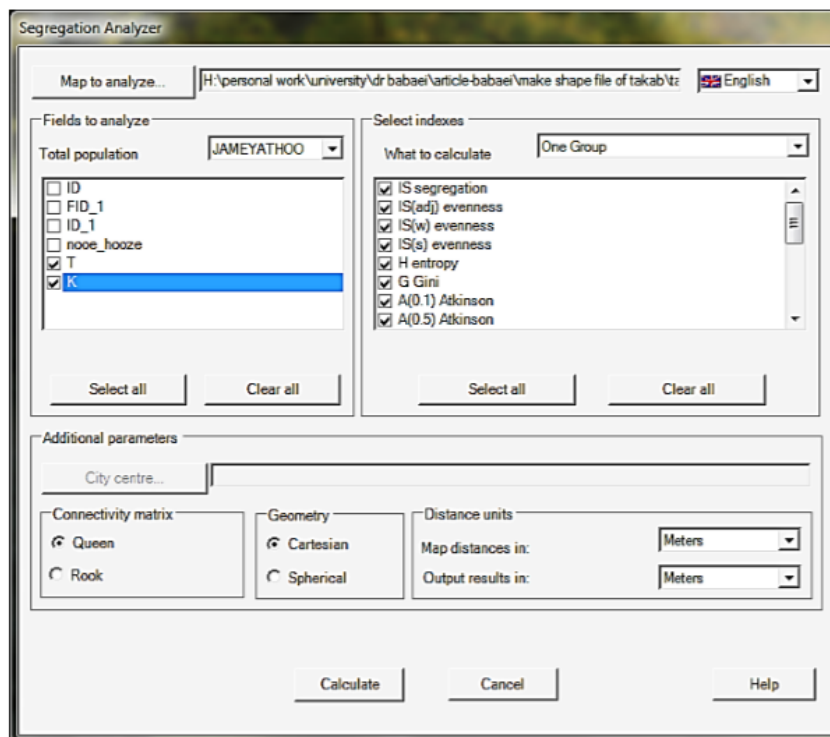 Segregation Analyzer
Map to analyze... H:\personal work\university\dr babaei\article-babaei\make shape file of takab\ta English
Fields to analyze
Total population JAMEYATHOO
ID
FID_1
ID_1
nooe_hooze
T
K
Select all Clear all
Select indexes
What to calculate One Group
IS segregation
IS(adj) evenness
IS(w) evenness
IS(s) evenness
H entropy
G Gini
A(0.1) Atkinson
A(0.5) Atkinson
Select all Clear all
Additional parameters
City centre...
Connectivity matrix
Queen
Rook
Geometry
Cartesian
Spherical
Distance units
Map distances in: Meters
Output results in: Meters
Calculate Cancel Help